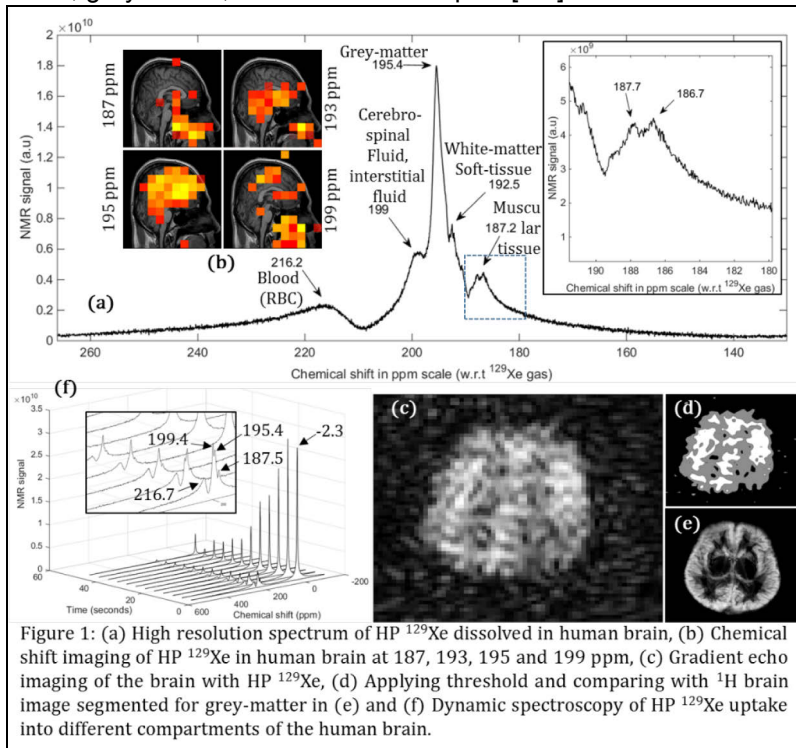 ×10¹⁰
2
1.8
1.6
1.4
1.2
1.0
0.8
0.6
0.4
0.2
0
NMR signal (a.u)
187 ppm
193 ppm
195 ppm
199 ppm
(b)
(a)
Grey-matter
195.4
Cerebro-
spinal
Fluid,
interstitial
fluid
199
White-matter
Soft-tissue
192.5
Muscu
lar
187.2
tissue
216.2
Blood
(RBC)
260 240 220 200 180 160 140
Chemical shift in ppm scale (w.r.t ¹²⁹Xe gas)
×10⁹
6
5
4
3
2
1
NMR signal (a.u)
187.7
186.7
190 188 186 184 182 180
Chemical shift in ppm scale (w.r.t ¹²⁹Xe gas)
(f)
×10¹⁰
3.5
3
2.5
2
1.5
1
0.5
0
NMR signal
199.4
195.4
187.5
216.7
-2.3
60 40 20 0
Time (seconds)
600 400 200 0 -200
Chemical shift (ppm)
(c)
(d)
(e)
Figure 1: (a) High resolution spectrum of HP ¹²⁹Xe dissolved in human brain, (b) Chemical
shift imaging of HP ¹²⁹Xe in human brain at 187, 193, 195 and 199 ppm, (c) Gradient echo
imaging of the brain with HP ¹²⁹Xe, (d) Applying threshold and comparing with ¹H brain
image segmented for grey-matter in (e) and (f) Dynamic spectroscopy of HP ¹²⁹Xe uptake
into different compartments of the human brain.